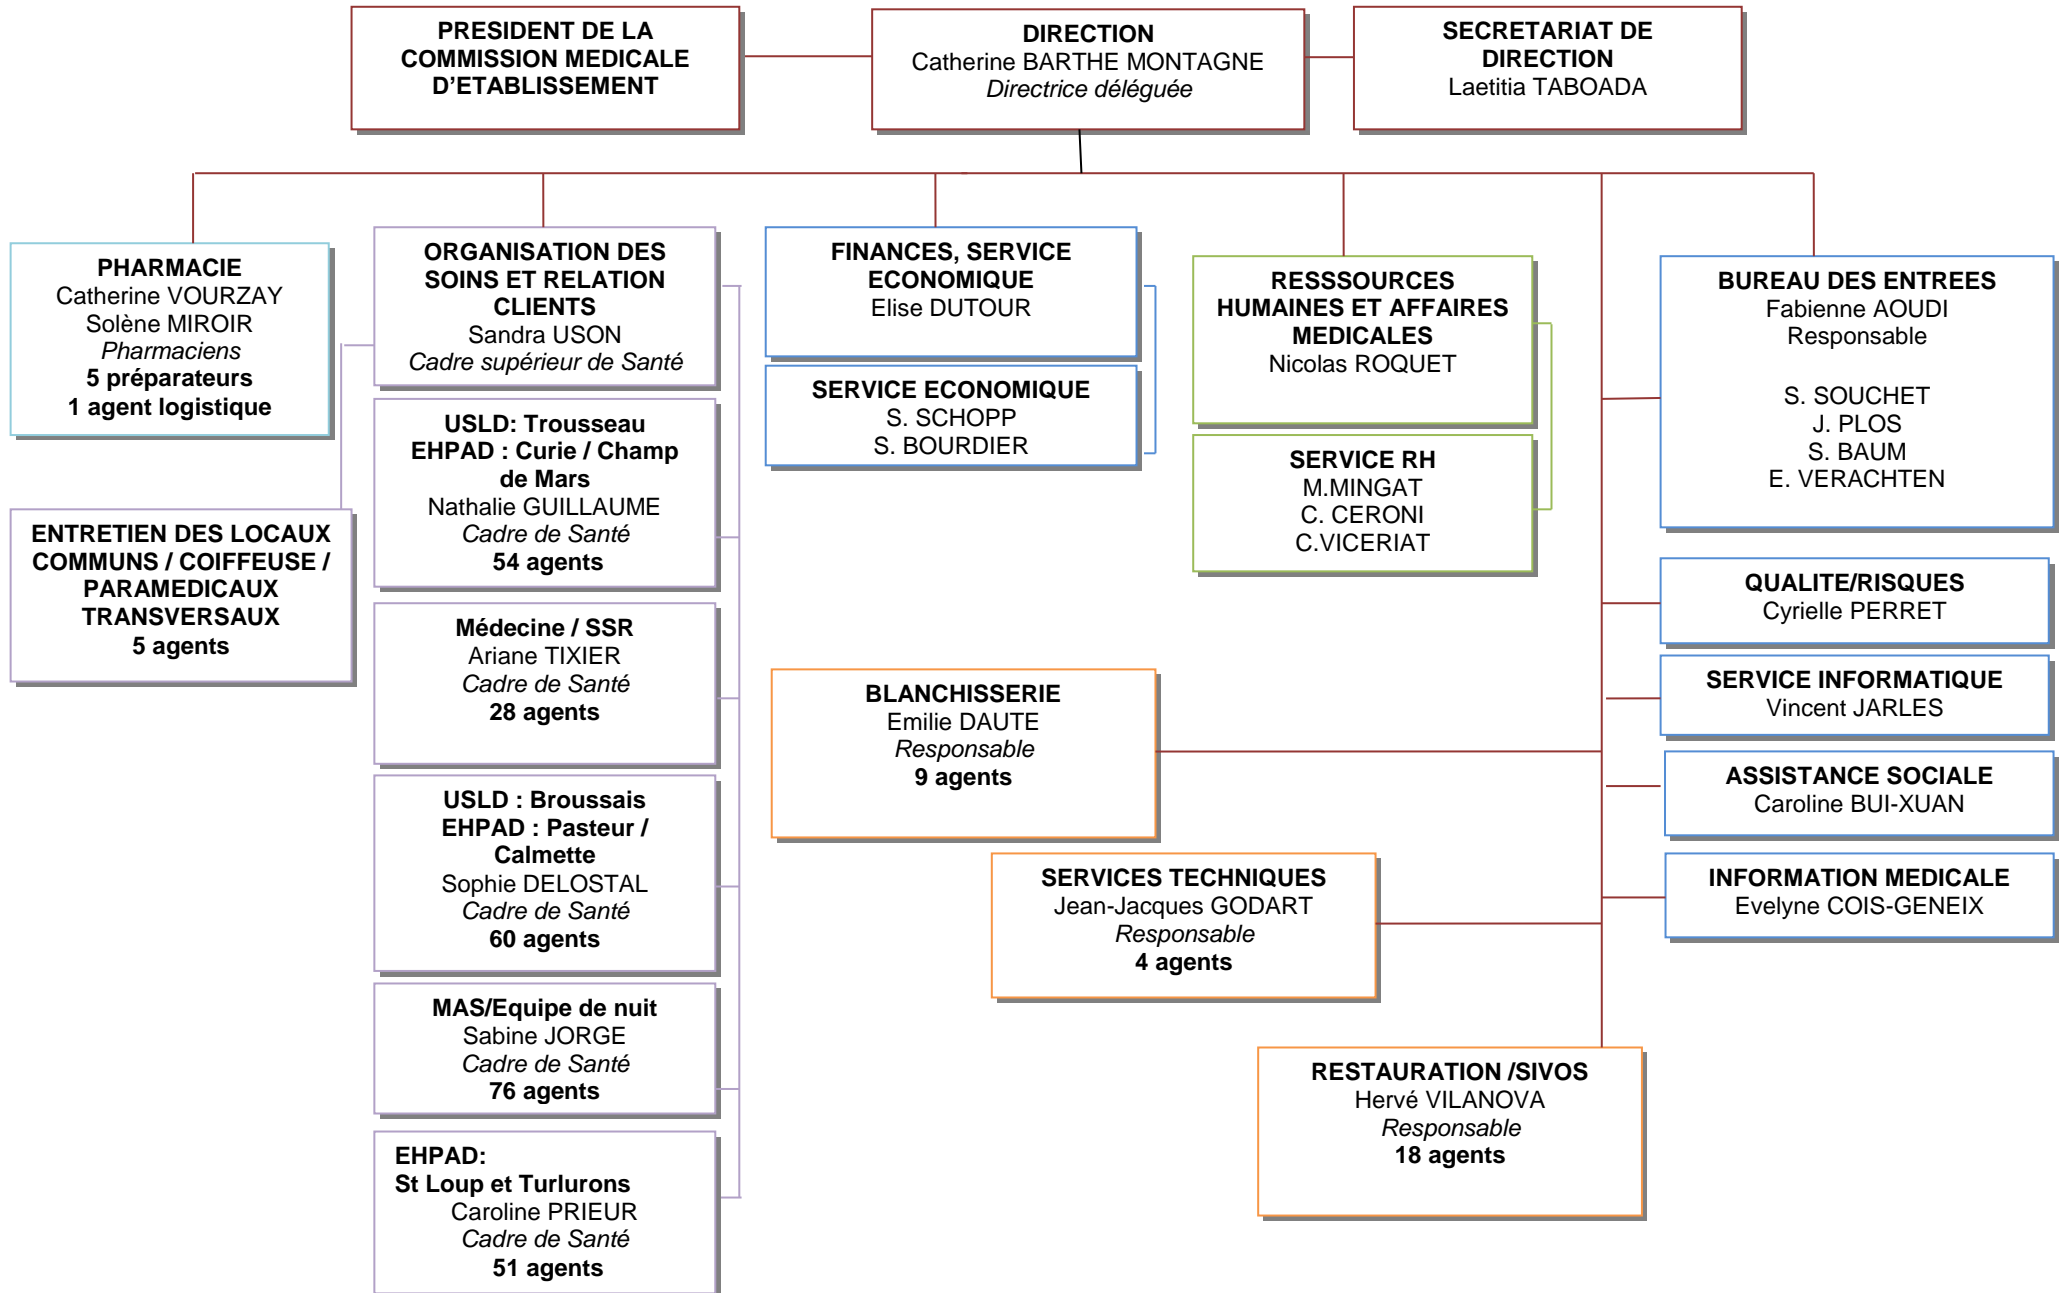 PRESIDENT DE LA
COMMISSION MEDICALE
D'ETABLISSEMENT
DIRECTION
Catherine BARTHE MONTAGNE
Directrice déléguée
SECRETARIAT DE
DIRECTION
Laetitia TABOADA
PHARMACIE
Catherine VOURZAY
Solène MIROIR
Pharmaciens
5 préparateurs
1 agent logistique
ORGANISATION DES
SOINS ET RELATION
CLIENTS
Sandra USON
Cadre supérieur de Santé
FINANCES, SERVICE
ECONOMIQUE
Elise DUTOUR
RESSSOURCES
HUMAINES ET AFFAIRES
MEDICALES
Nicolas ROQUET
BUREAU DES ENTREES
Fabienne AOUDI
Responsable
S. SOUCHET
J. PLOS
S. BAUM
E. VERACHTEN
SERVICE ECONOMIQUE
S. SCHOPP
S. BOURDIER
USLD: Trousseau
EHPAD : Curie / Champ
de Mars
Nathalie GUILLAUME
Cadre de Santé
54 agents
SERVICE RH
M.MINGAT
C. CERONI
C.VICERIAT
ENTRETIEN DES LOCAUX
COMMUNS / COIFFEUSE /
PARAMEDICAUX
TRANSVERSAUX
5 agents
QUALITE/RISQUES
Cyrielle PERRET
Médecine / SSR
Ariane TIXIER
Cadre de Santé
28 agents
BLANCHISSERIE
Emilie DAUTE
Responsable
9 agents
SERVICE INFORMATIQUE
Vincent JARLES
ASSISTANCE SOCIALE
Caroline BUI-XUAN
USLD : Broussais
EHPAD : Pasteur /
Calmette
Sophie DELOSTAL
Cadre de Santé
60 agents
SERVICES TECHNIQUES
Jean-Jacques GODART
Responsable
4 agents
INFORMATION MEDICALE
Evelyne COIS-GENEIX
MAS/Equipe de nuit
Sabine JORGE
Cadre de Santé
76 agents
RESTAURATION /SIVOS
Hervé VILANOVA
Responsable
18 agents
EHPAD:
St Loup et Turlurons
Caroline PRIEUR
Cadre de Santé
51 agents